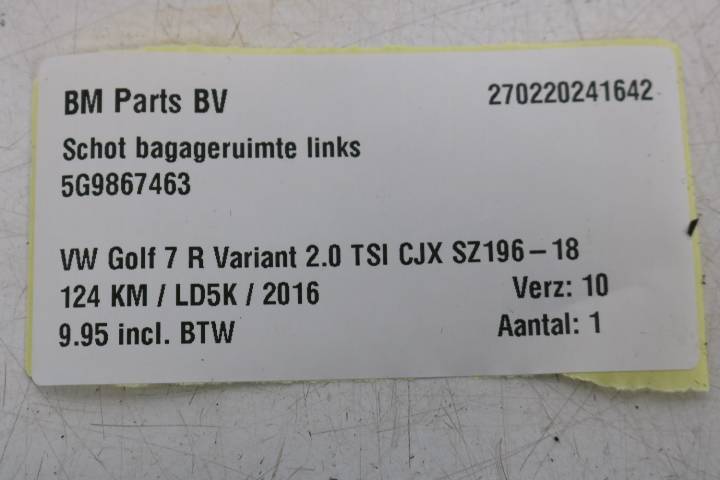 BM Parts BV 270220241642
Schot bagageruimte links
5G9867463
VW Golf 7 R Variant 2.0 TSI CJX SZ196-18
124 KM / LD5K / 2016 Verz: 10
9.95 incl. BTW Aantal: 1